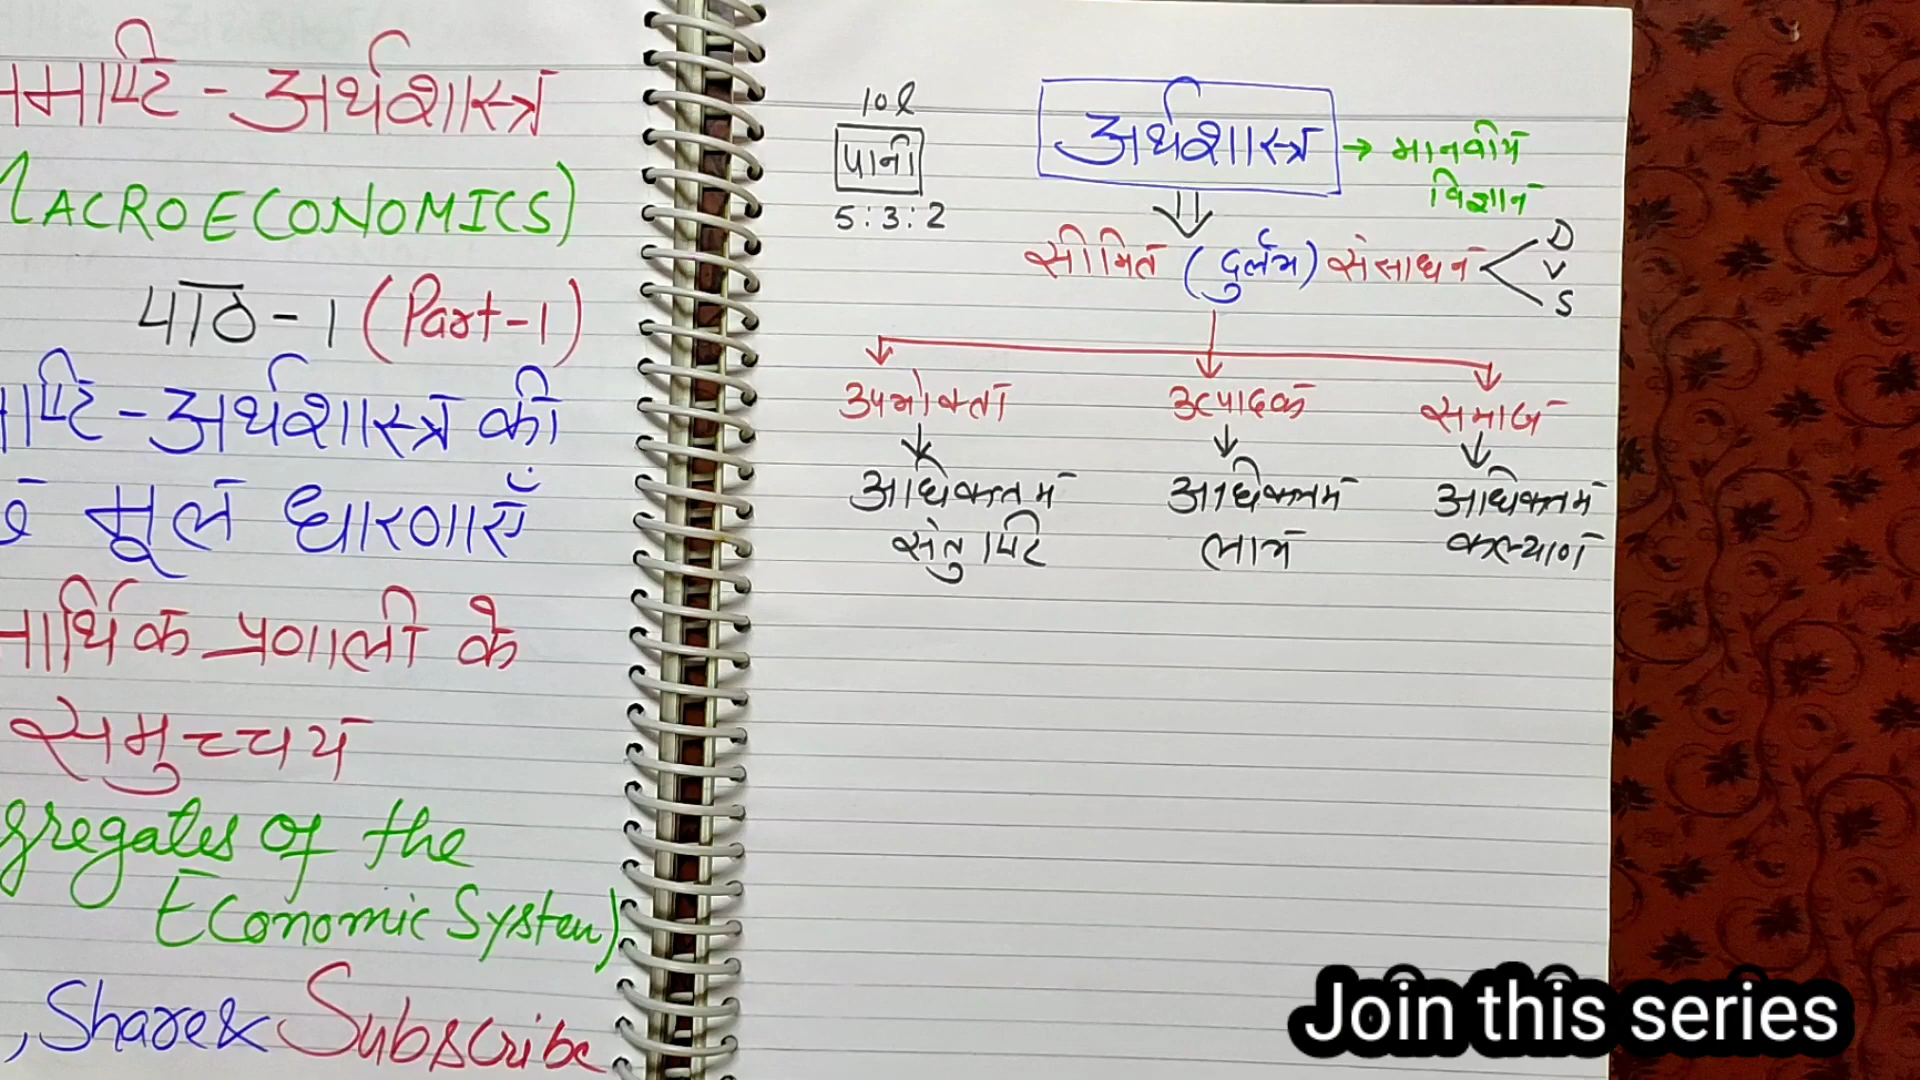 समष्टि - अर्थशास्त्र
MACROECONOMICS)
पाठ - 1 (Part-1)
समष्टि - अर्थशास्त्र की
मूल धारणाएँ
आर्थिक प्रणाली के
समुच्चय
gregates of the
Economic System)
, Share & Subscribe
10 l
पानी
5 : 3 : 2
अर्थशास्त्र → मानवीय
विज्ञान
सीमित (दुर्लभ) संसाधन
D
V
S
उपभोक्ता उत्पादक समाज
अधिकतम अधिकतम अधिकतम
संतुष्टि लाभ कल्याण
Join this series